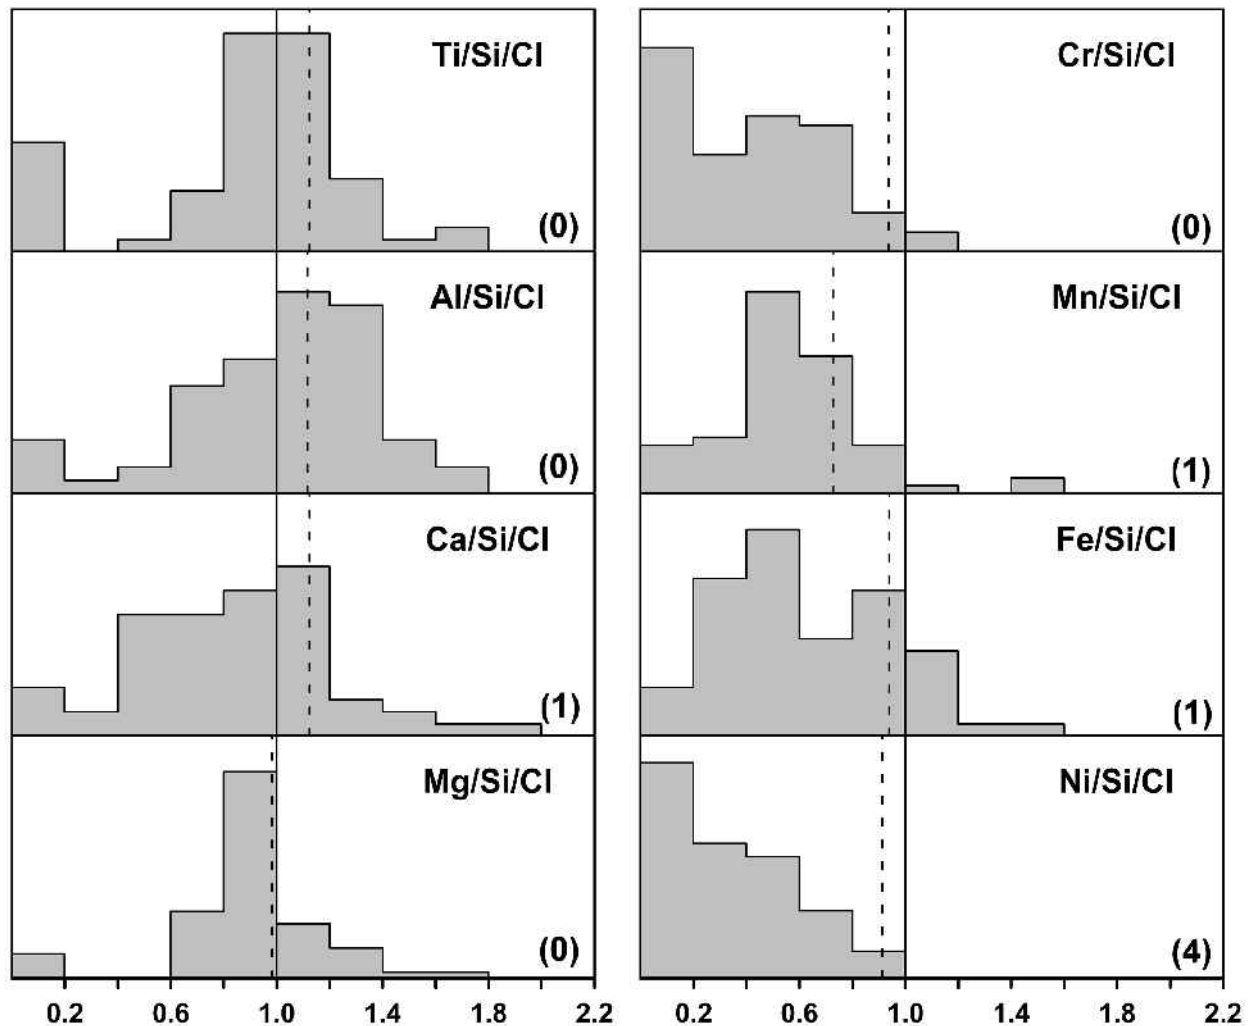 Ti/Si/CI
(0)
Al/Si/CI
(0)
Ca/Si/CI
(1)
Mg/Si/CI
(0)
0.2 0.6 1.0 1.4 1.8 2.2
Cr/Si/CI
(0)
Mn/Si/CI
(1)
Fe/Si/CI
(1)
Ni/Si/CI
(4)
0.2 0.6 1.0 1.4 1.8 2.2